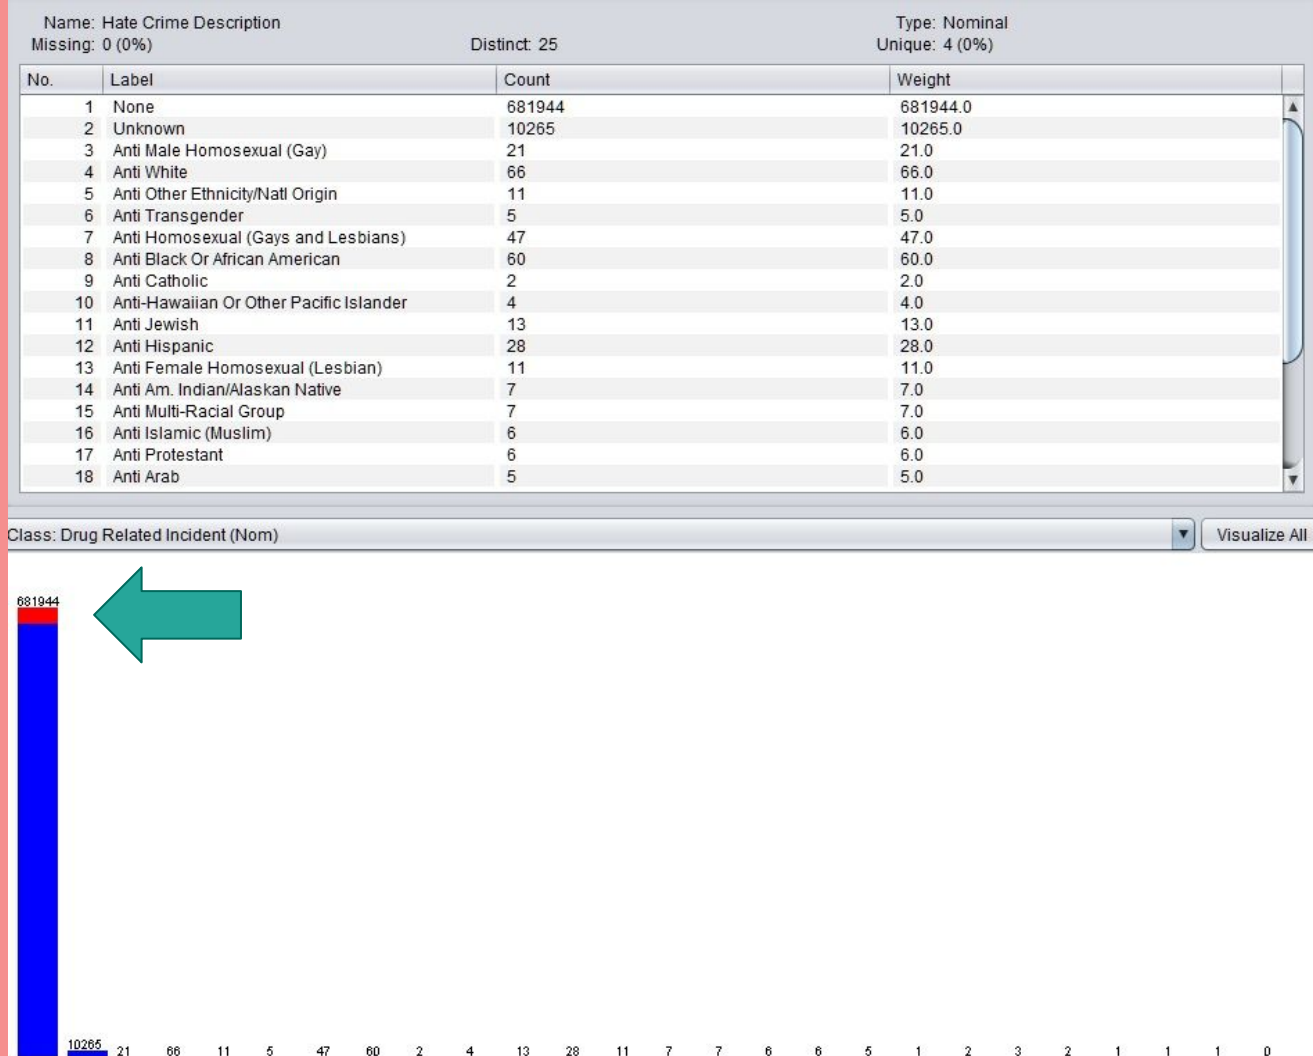 Name: Hate Crime Description Type: Nominal
Missing: 0 (0%) Distinct: 25 Unique: 4 (0%)
No. Label Count Weight
1 None 681944 681944.0
2 Unknown 10265 10265.0
3 Anti Male Homosexual (Gay) 21 21.0
4 Anti White 66 66.0
5 Anti Other Ethnicity/Natl Origin 11 11.0
6 Anti Transgender 5 5.0
7 Anti Homosexual (Gays and Lesbians) 47 47.0
8 Anti Black Or African American 60 60.0
9 Anti Catholic 2 2.0
10 Anti-Hawaiian Or Other Pacific Islander 4 4.0
11 Anti Jewish 13 13.0
12 Anti Hispanic 28 28.0
13 Anti Female Homosexual (Lesbian) 11 11.0
14 Anti Am. Indian/Alaskan Native 7 7.0
15 Anti Multi-Racial Group 7 7.0
16 Anti Islamic (Muslim) 6 6.0
17 Anti Protestant 6 6.0
18 Anti Arab 5 5.0
Class: Drug Related Incident (Nom) Visualize All
681944
10265 21 66 11 5 47 60 2 4 13 28 11 7 7 6 6 5 1 2 3 2 1 1 1 0